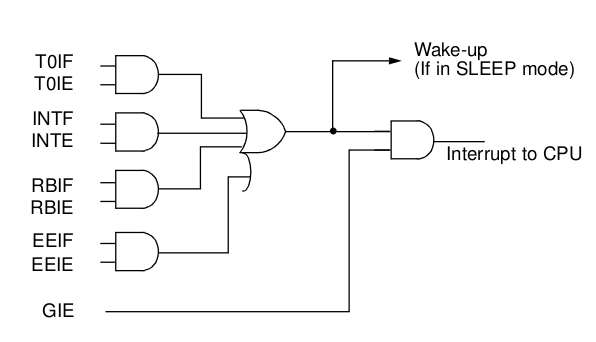 Wake-up
(If in SLEEP mode)
T0IF
T0IE
INTF
INTE
Interrupt to CPU
RBIF
RBIE
EEIF
EEIE
GIE